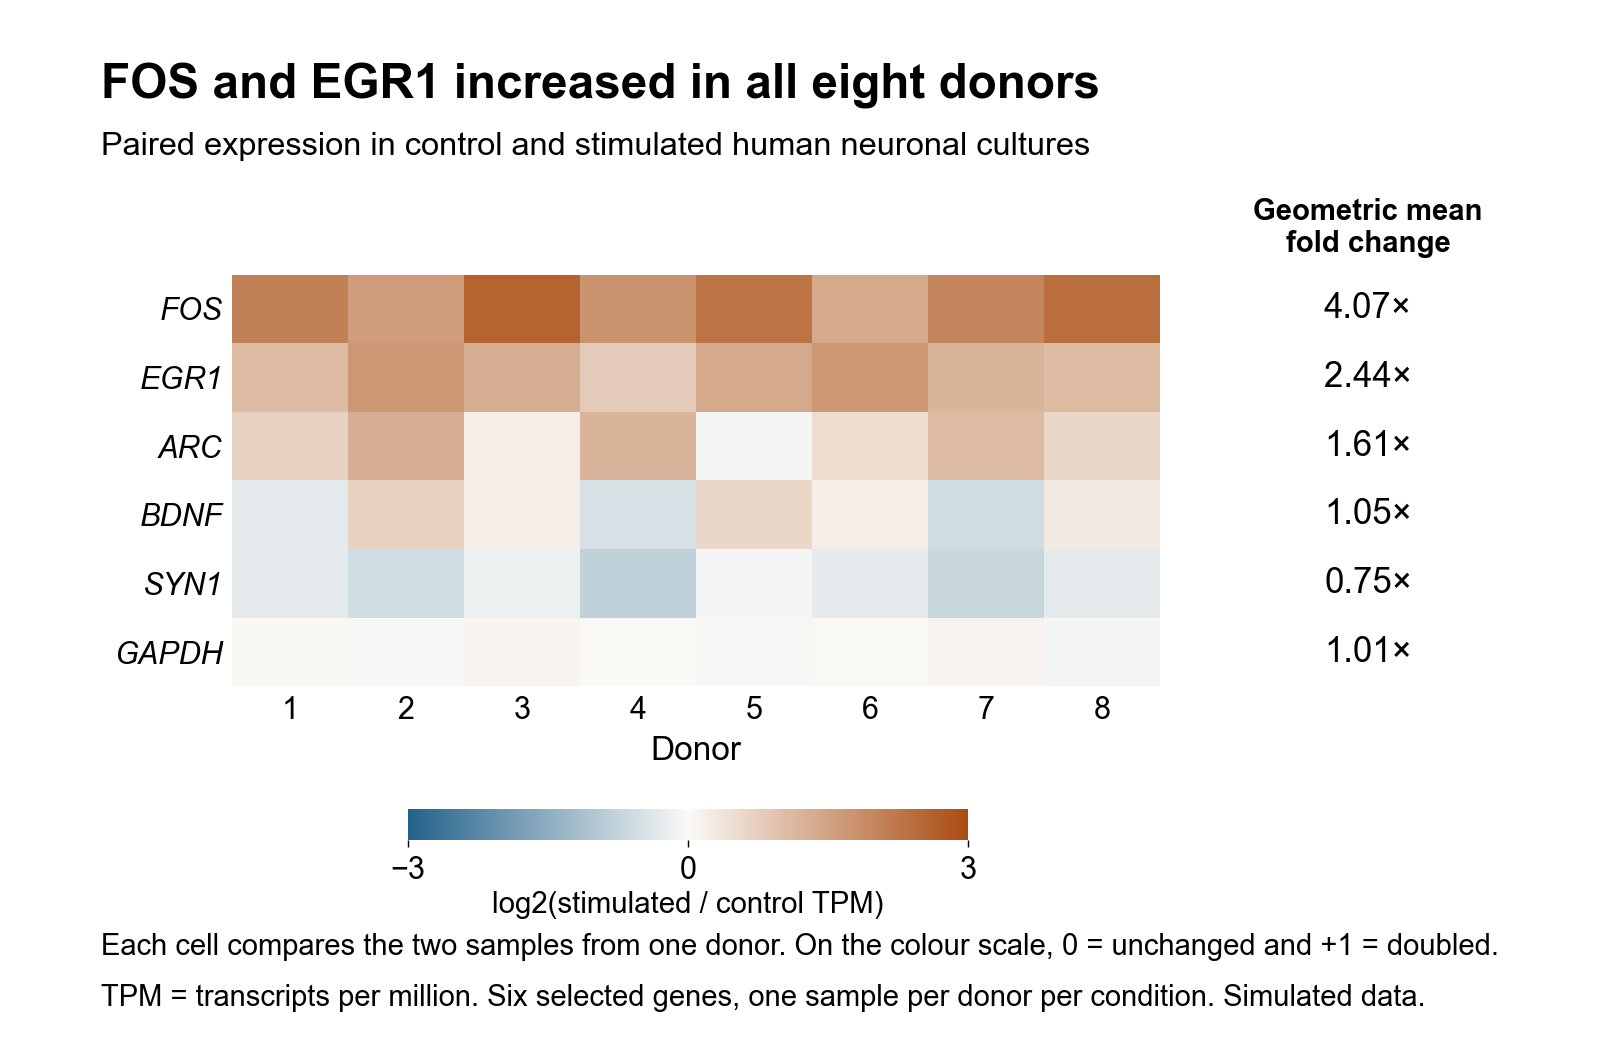 FOS and EGR1 increased in all eight donors
Paired expression in control and stimulated human neuronal cultures
Geometric mean
fold change
FOS 4.07×
EGR1 2.44×
ARC 1.61×
BDNF 1.05×
SYN1 0.75×
GAPDH 1.01×
1 2 3 4 5 6 7 8
Donor
−3 0 3
log2(stimulated / control TPM)
Each cell compares the two samples from one donor. On the colour scale, 0 = unchanged and +1 = doubled.
TPM = transcripts per million. Six selected genes, one sample per donor per condition. Simulated data.